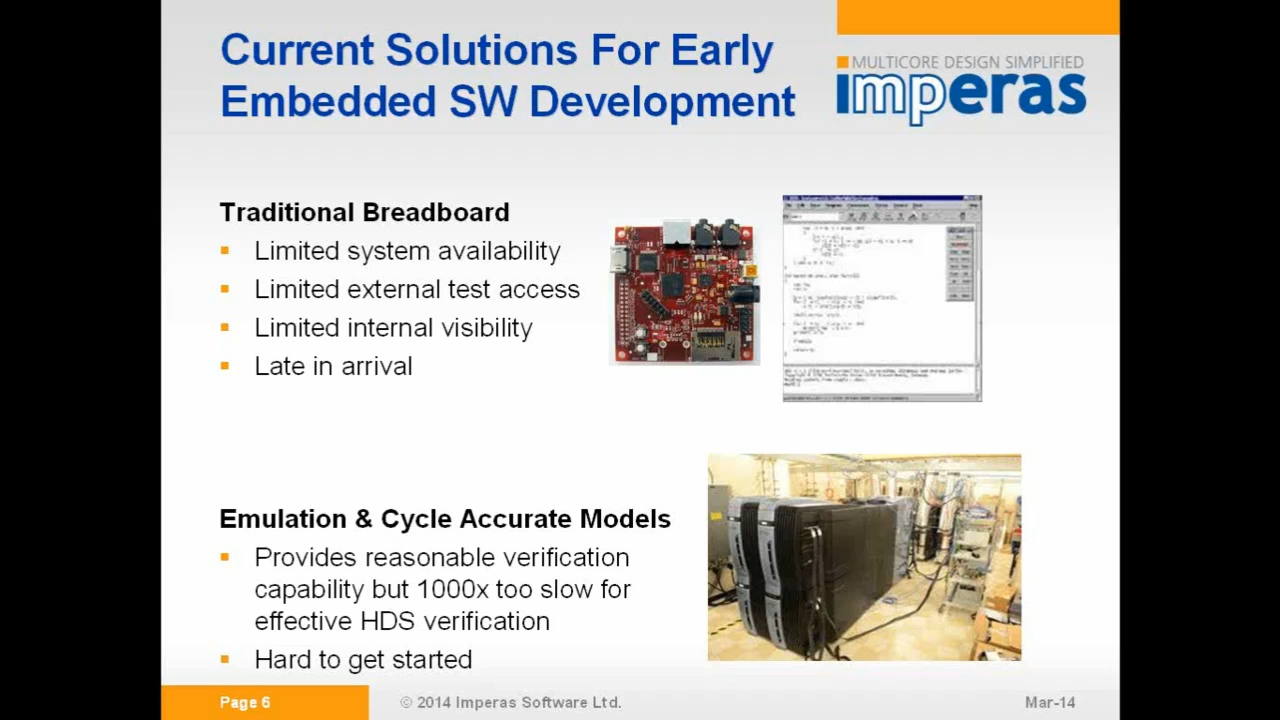 Current Solutions For Early
Embedded SW Development
MULTICORE DESIGN SIMPLIFIED
imperas
Traditional Breadboard
Limited system availability
Limited external test access
Limited internal visibility
Late in arrival
Emulation & Cycle Accurate Models
Provides reasonable verification
capability but 1000x too slow for
effective HDS verification
Hard to get started
Page 6
© 2014 Imperas Software Ltd.
Mar-14